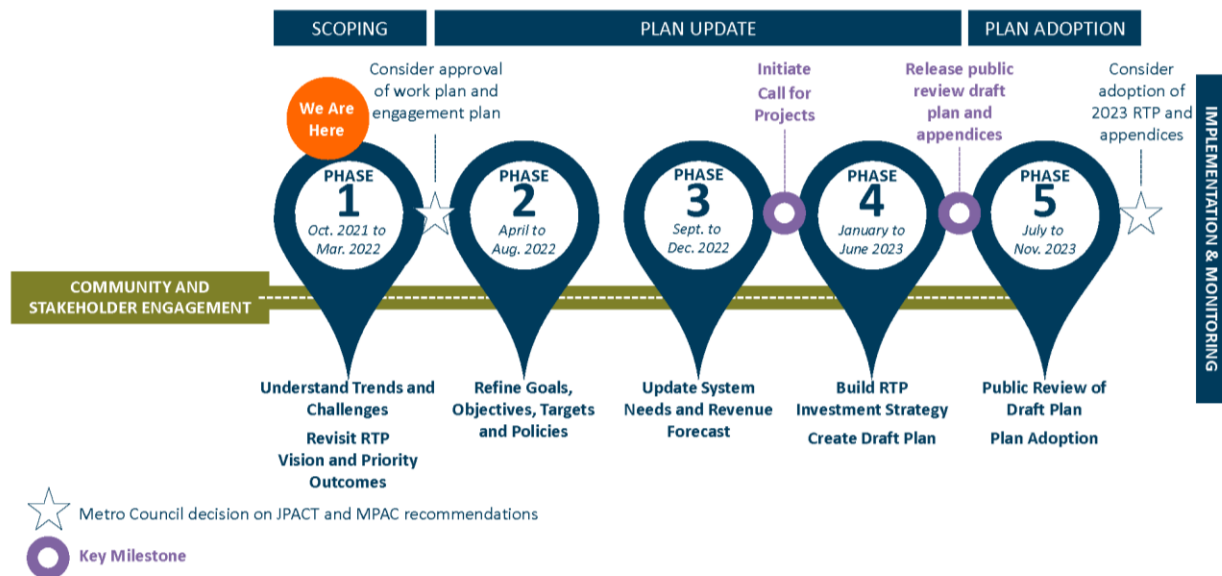 SCOPING
PLAN UPDATE
PLAN ADOPTION
We Are
Here
Consider approval
of work plan and
engagement plan
Initiate
Call for
Projects
Release public
review draft
plan and
appendices
Consider
adoption of
2023 RTP and
appendices
IMPLEMENTATION & MONITORING
PHASE
1
Oct. 2021 to
Mar. 2022
PHASE
2
April to
Aug. 2022
PHASE
3
Sept. to
Dec. 2022
PHASE
4
January to
June 2023
PHASE
5
July to
Nov. 2023
COMMUNITY AND
STAKEHOLDER ENGAGEMENT
Understand Trends and
Challenges
Revisit RTP
Vision and Priority
Outcomes
Refine Goals,
Objectives, Targets
and Policies
Update System
Needs and Revenue
Forecast
Build RTP
Investment Strategy
Create Draft Plan
Public Review of
Draft Plan
Plan Adoption
Metro Council decision on JPACT and MPAC recommendations
Key Milestone